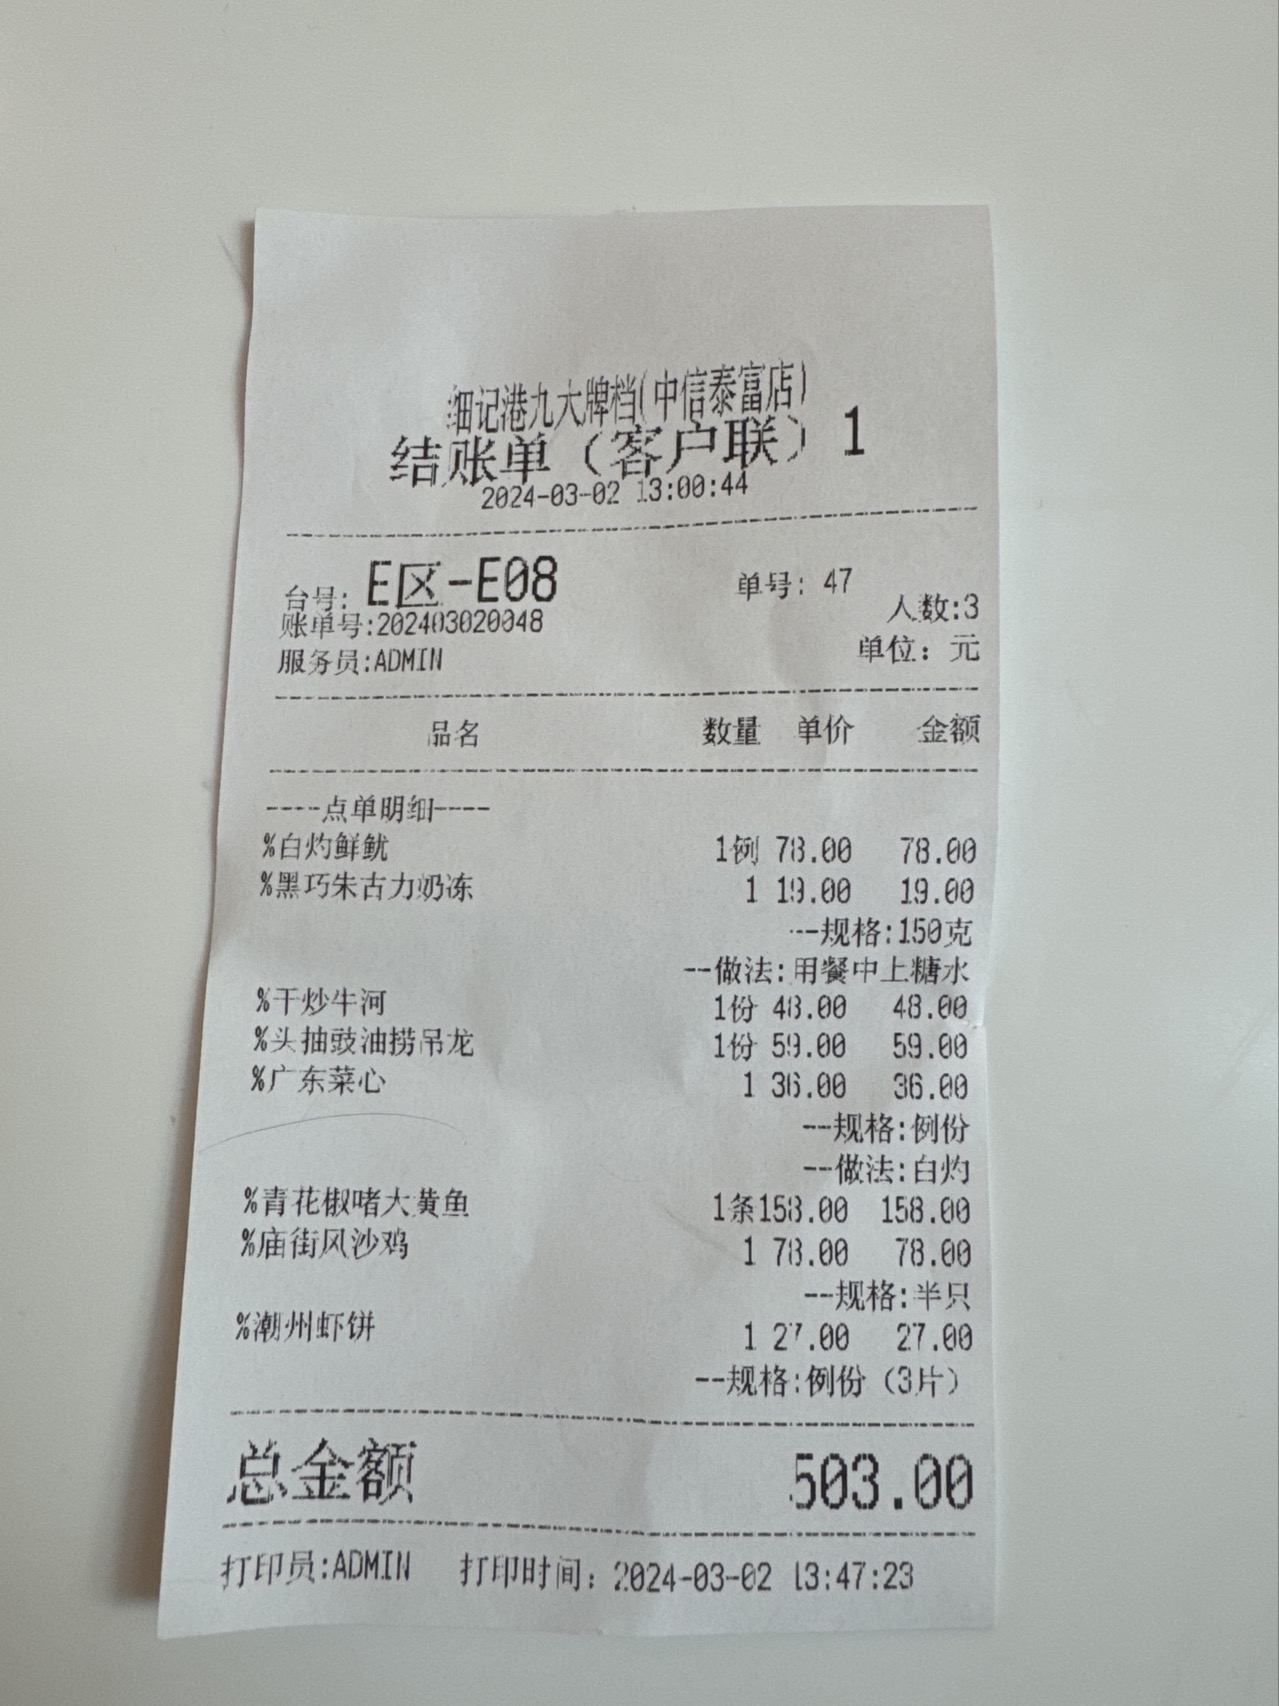 细记港九大牌档(中信泰富店)
结账单（客户联）1
2024-03-02 13:00:44
台号: E区-E08 单号: 47
人数:3
账单号:202403020048
服务员:ADMIN 单位: 元
品名 数量 单价 金额
----点单明细----
%白灼鲜鱿 1例 78.00 78.00
%黑巧朱古力奶冻 1 19.00 19.00
--规格:150克
--做法:用餐中上糖水
%干炒牛河 1份 48.00 48.00
%头抽豉油捞吊龙 1份 59.00 59.00
%广东菜心 1 36.00 36.00
--规格:例份
--做法:白灼
%青花椒啫大黄鱼 1条158.00 158.00
%庙街风沙鸡 1 78.00 78.00
--规格:半只
%潮州虾饼 1 27.00 27.00
--规格:例份（3片）
总金额 503.00
打印员:ADMIN 打印时间: 2024-03-02 13:47:23